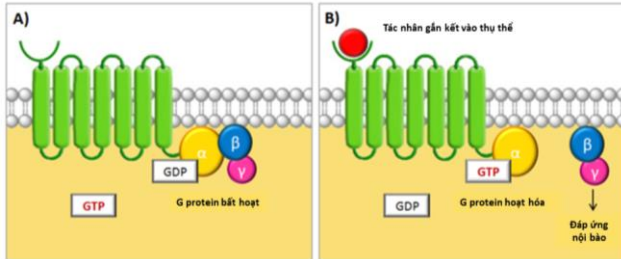 A)
α
β
γ
GDP
GTP
G protein bất hoạt
B)
Tác nhân gắn kết vào thụ thể
α
β
γ
GTP
GDP
G protein hoạt hóa
Đáp ứng
nội bào